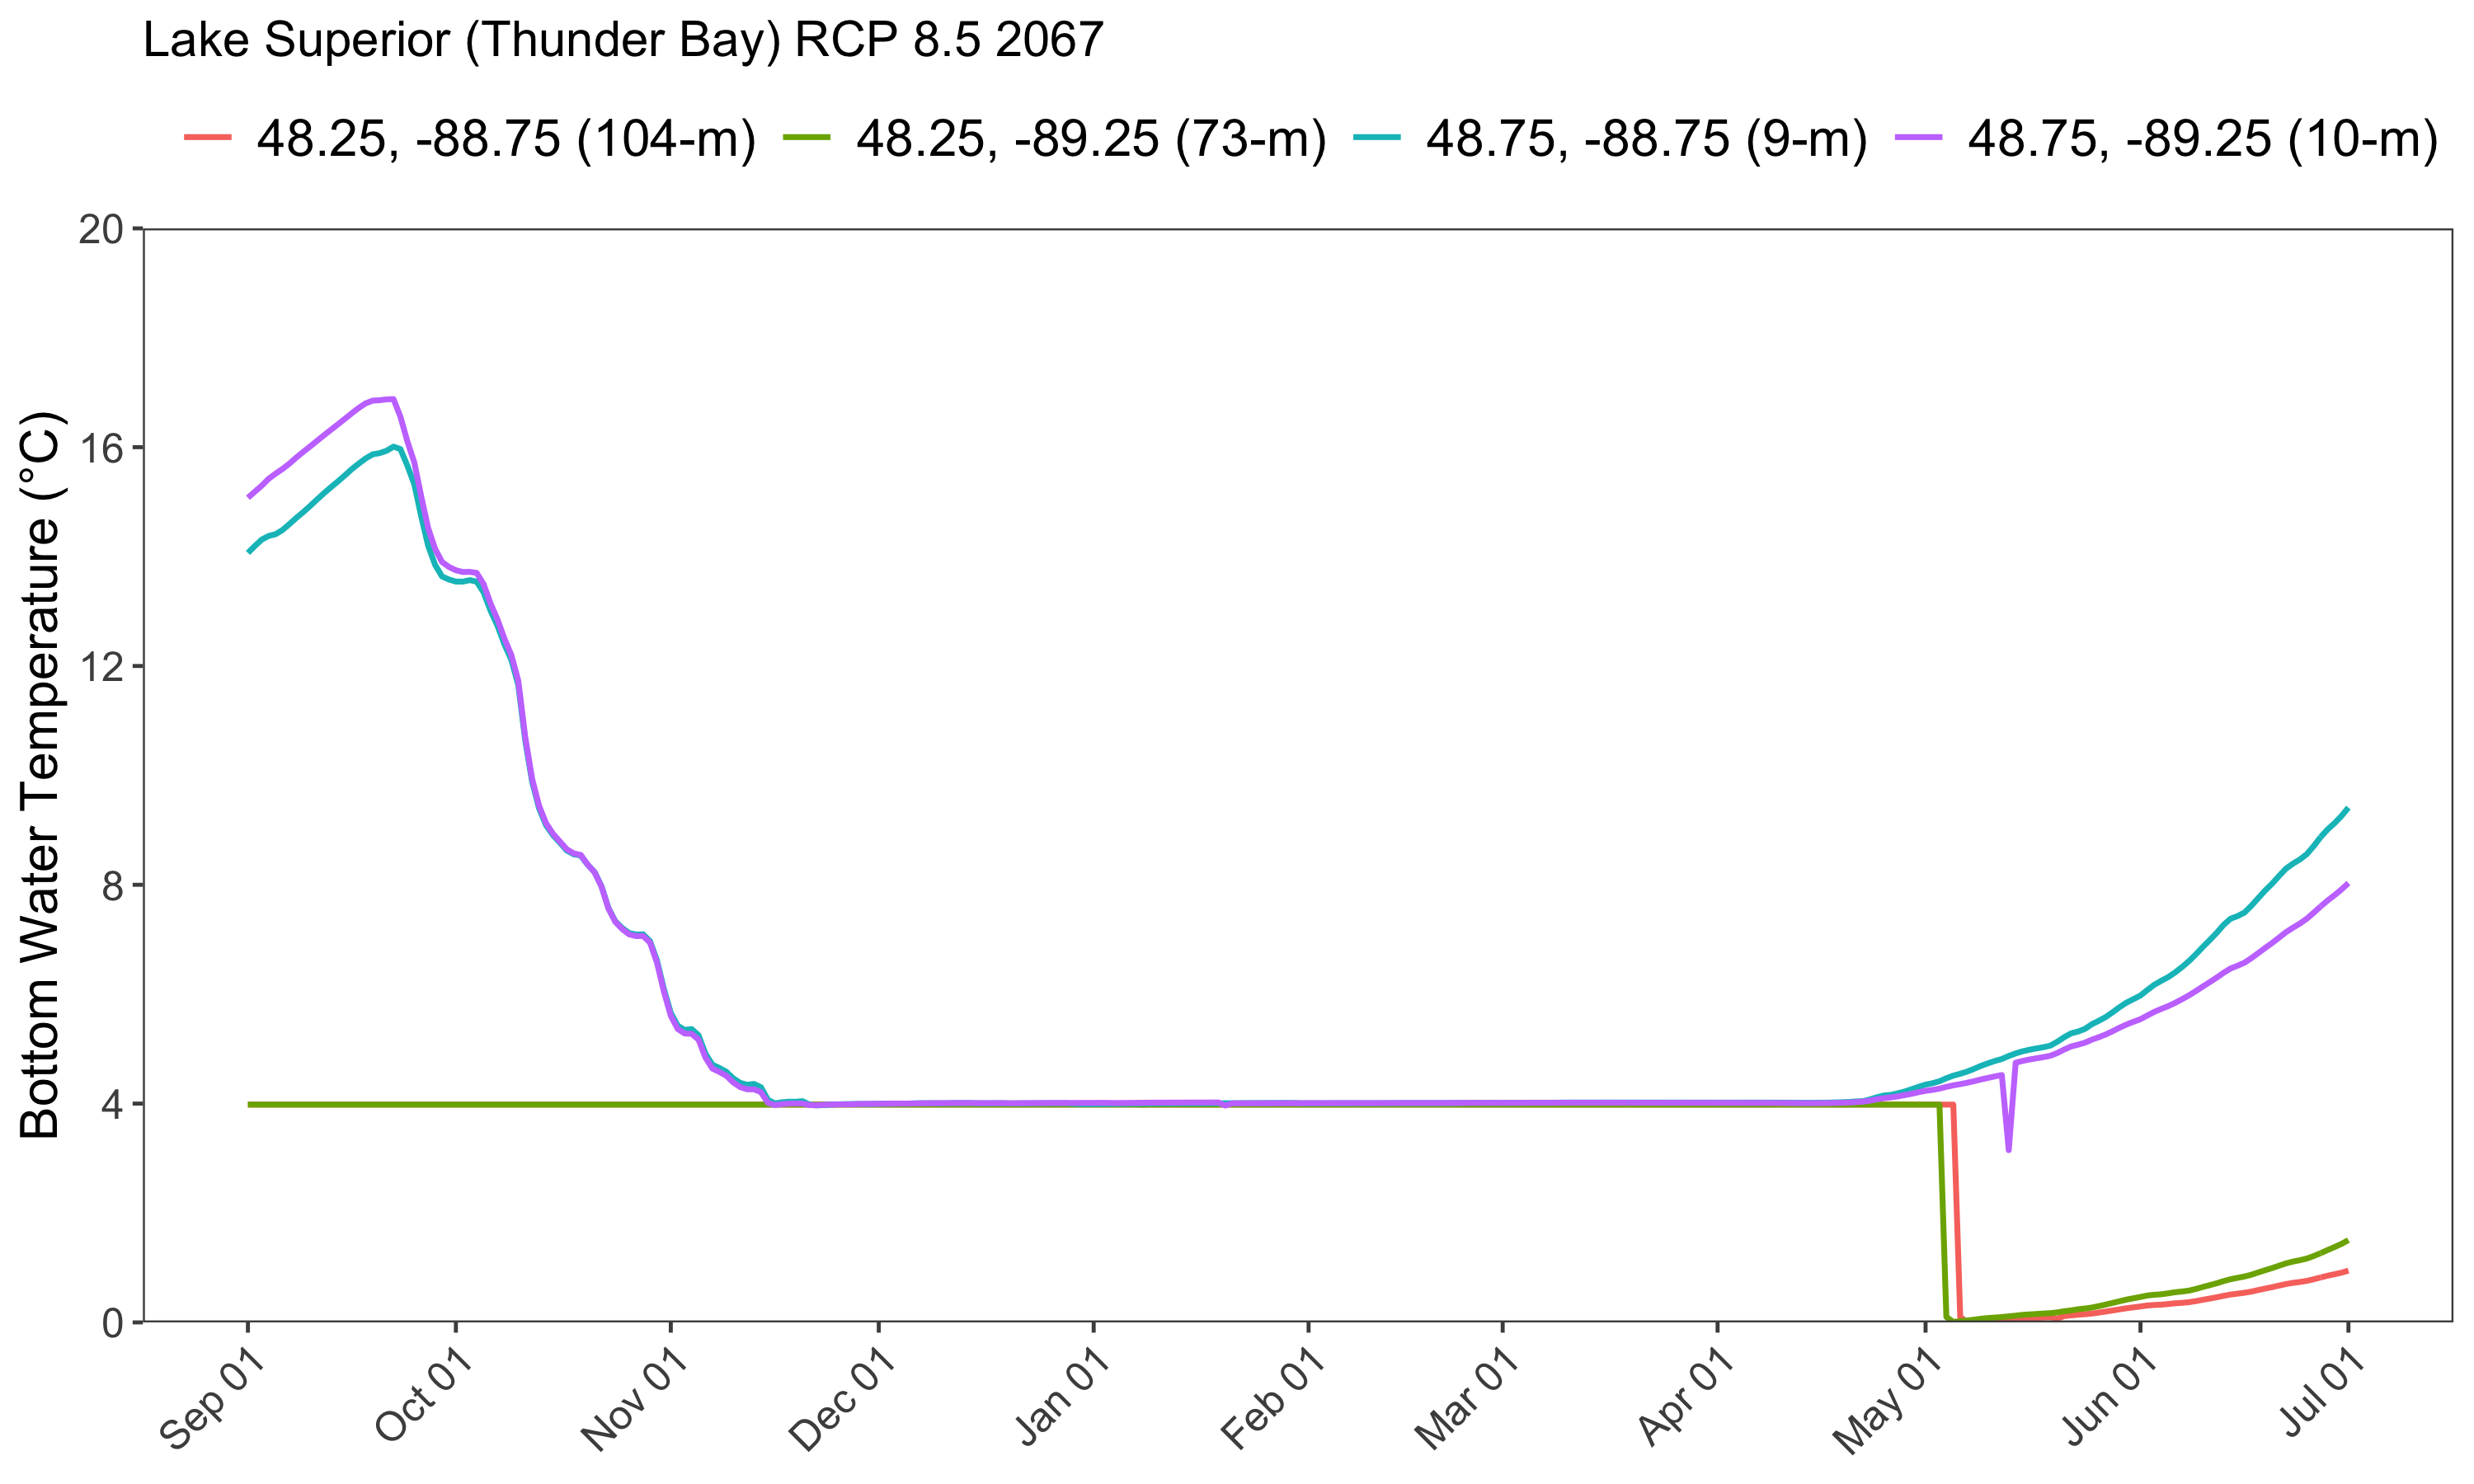 Lake Superior (Thunder Bay) RCP 8.5 2067
48.25, -88.75 (104-m) 48.25, -89.25 (73-m) 48.75, -88.75 (9-m) 48.75, -89.25 (10-m)
Bottom Water Temperature (°C)
20
16
12
8
4
0
Sep 01 Oct 01 Nov 01 Dec 01 Jan 01 Feb 01 Mar 01 Apr 01 May 01 Jun 01 Jul 01